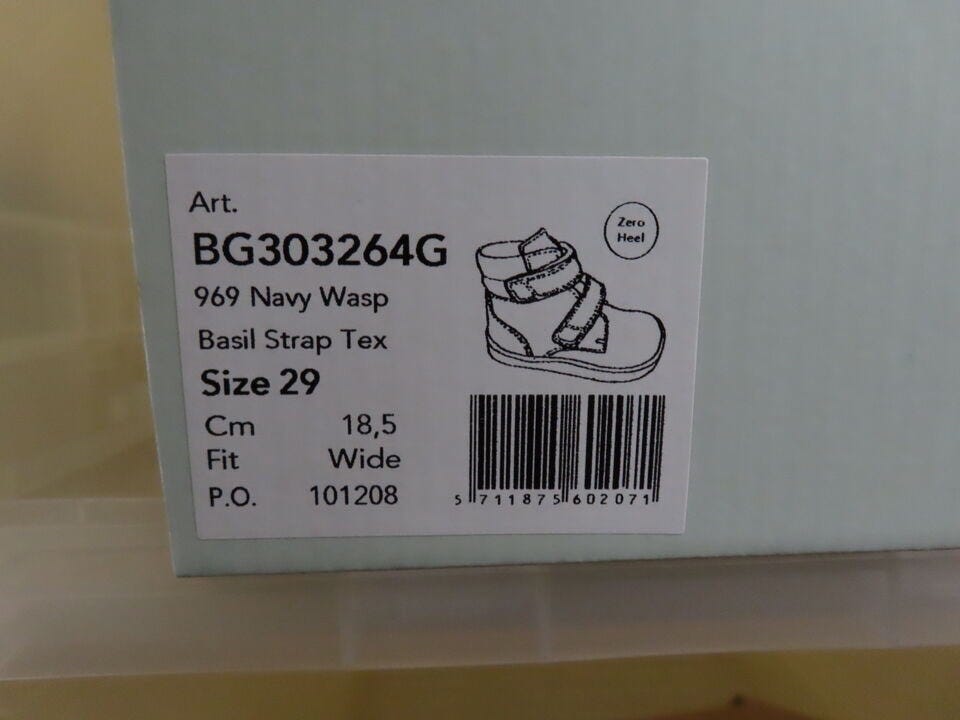 Art.
BG303264G
969 Navy Wasp
Basil Strap Tex
Size 29
Cm 18,5
Fit Wide
P.O. 101208
Zero
Heel
5 711875 602071